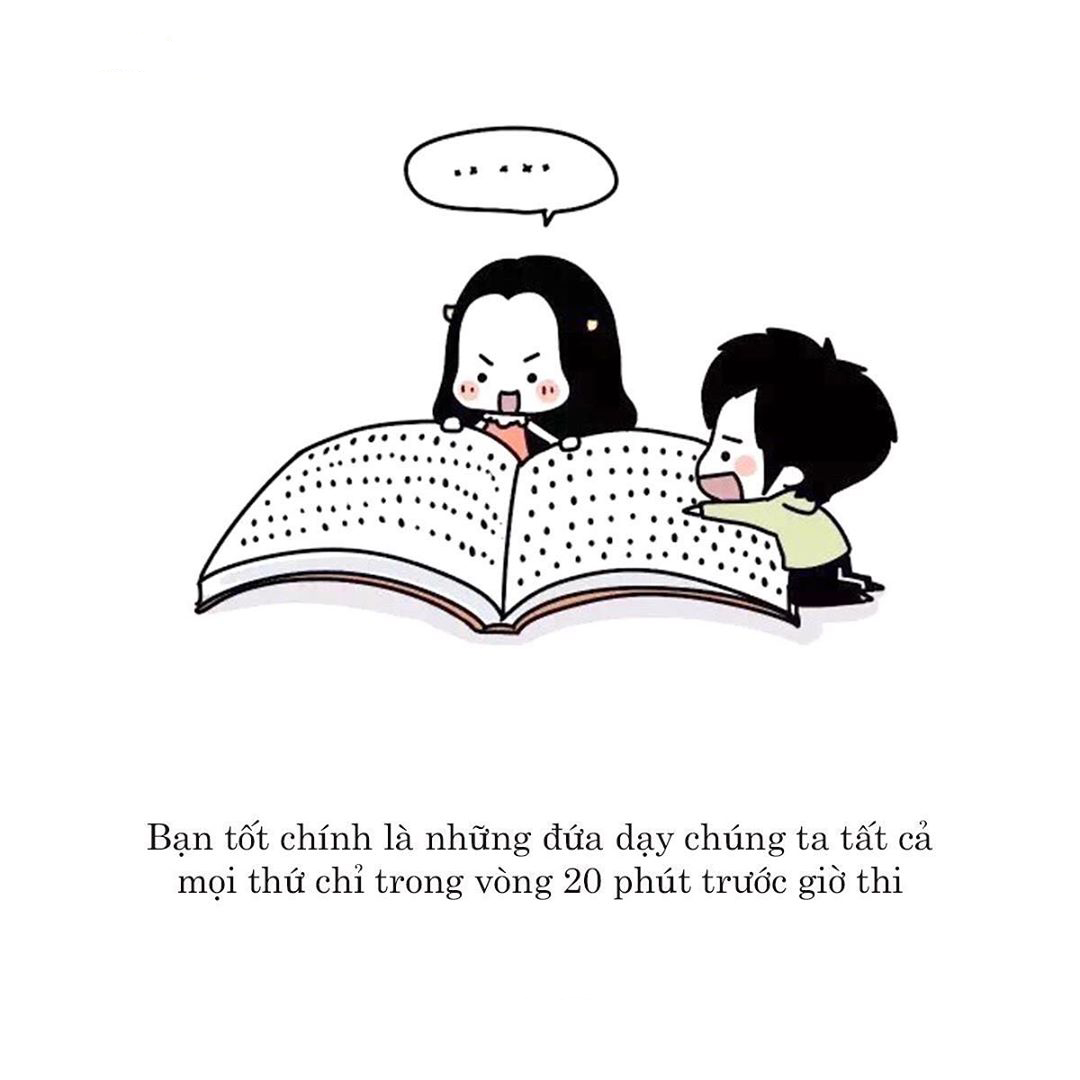 Bạn tốt chính là những đứa dạy chúng ta tất cả
mọi thứ chỉ trong vòng 20 phút trước giờ thi